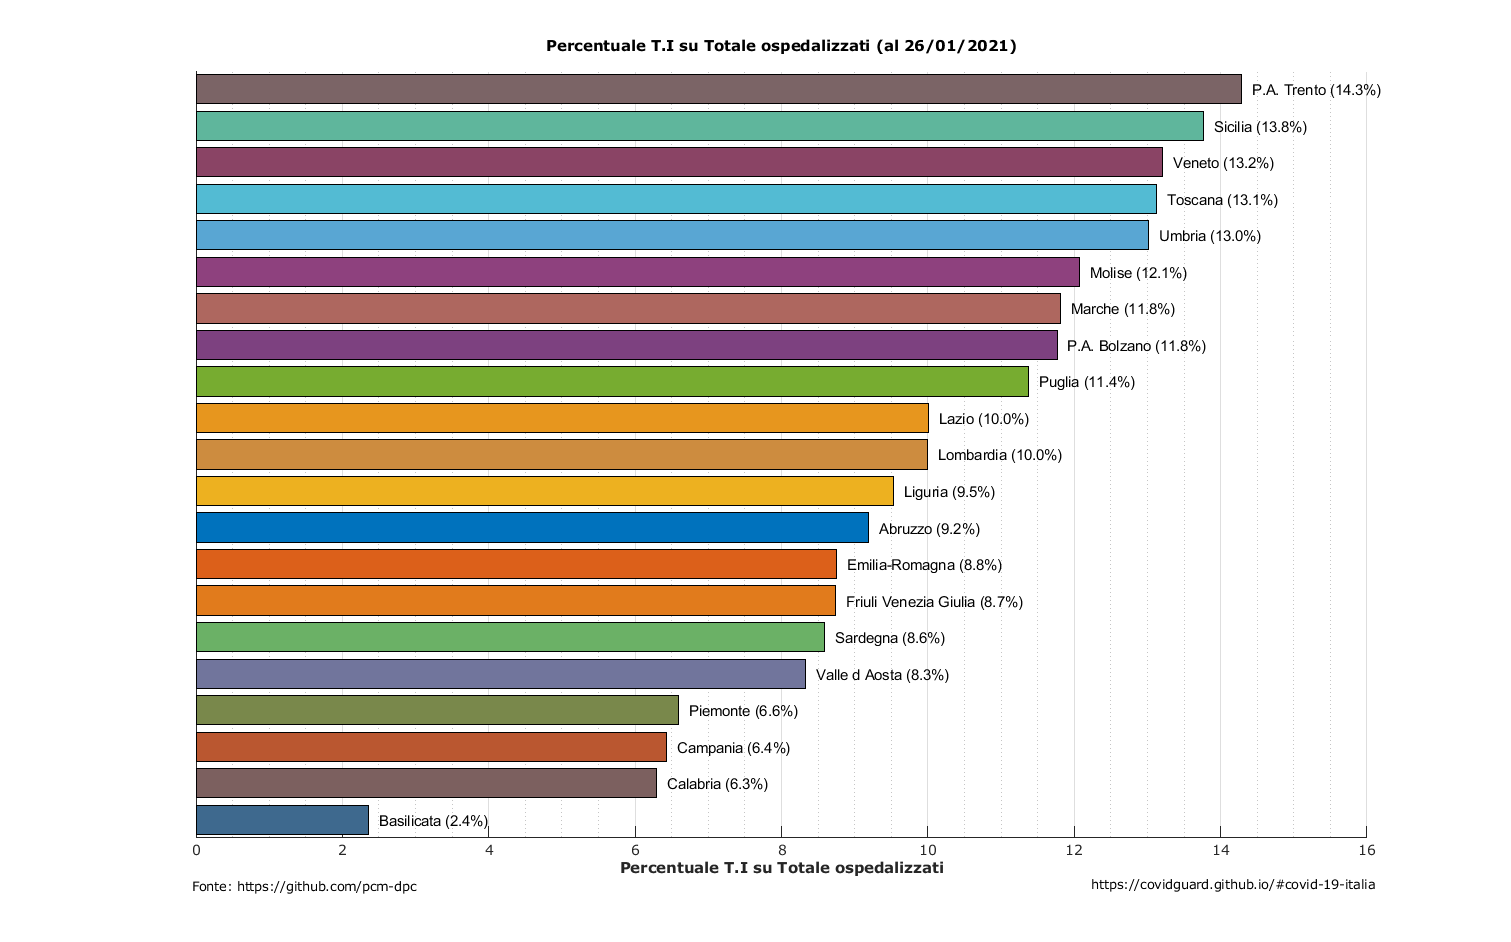 Percentuale T.I su Totale ospedalizzati (al 26/01/2021)
P.A. Trento (14.3%)
Sicilia (13.8%)
Veneto (13.2%)
Toscana (13.1%)
Umbria (13.0%)
Molise (12.1%)
Marche (11.8%)
P.A. Bolzano (11.8%)
Puglia (11.4%)
Lazio (10.0%)
Lombardia (10.0%)
Liguria (9.5%)
Abruzzo (9.2%)
Emilia-Romagna (8.8%)
Friuli Venezia Giulia (8.7%)
Sardegna (8.6%)
Valle d Aosta (8.3%)
Piemonte (6.6%)
Campania (6.4%)
Calabria (6.3%)
Basilicata (2.4%)
0 2 4 6 8 10 12 14 16
Percentuale T.I su Totale ospedalizzati
Fonte: https://github.com/pcm-dpc
https://covidguard.github.io/#covid-19-italia